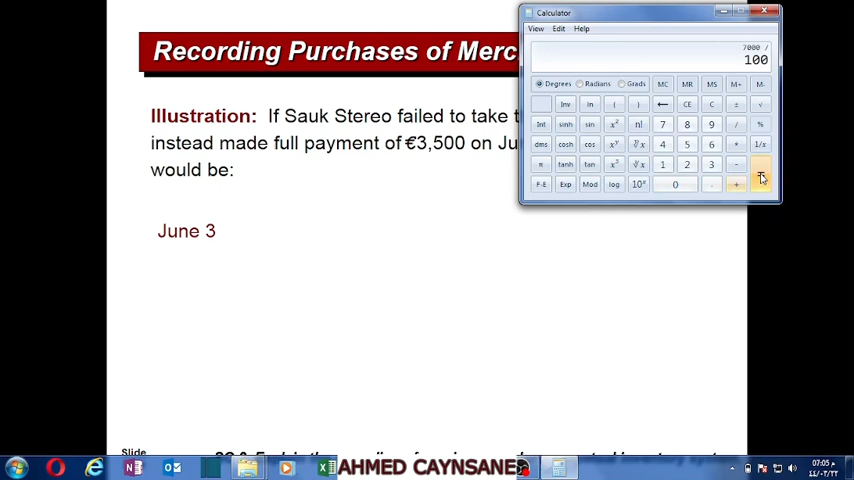 Calculator
View Edit Help
7000 /
100
Degrees Radians Grads MC MR MS M+ M-
Inv ln ( ) ← CE C ± √
Int sinh sin x² n! 7 8 9 / %
dms cosh cos 4 5 6 * 1/x
π tanh tan x³ 1 2 3 -
F-E Exp Mod log 10ˣ 0 . +
Recording Purchases of Merc
Illustration: If Sauk Stereo failed to take t
instead made full payment of €3,500 on Ju
would be:
June 3
Slide
AHMED CAYNSANE
07:05 م